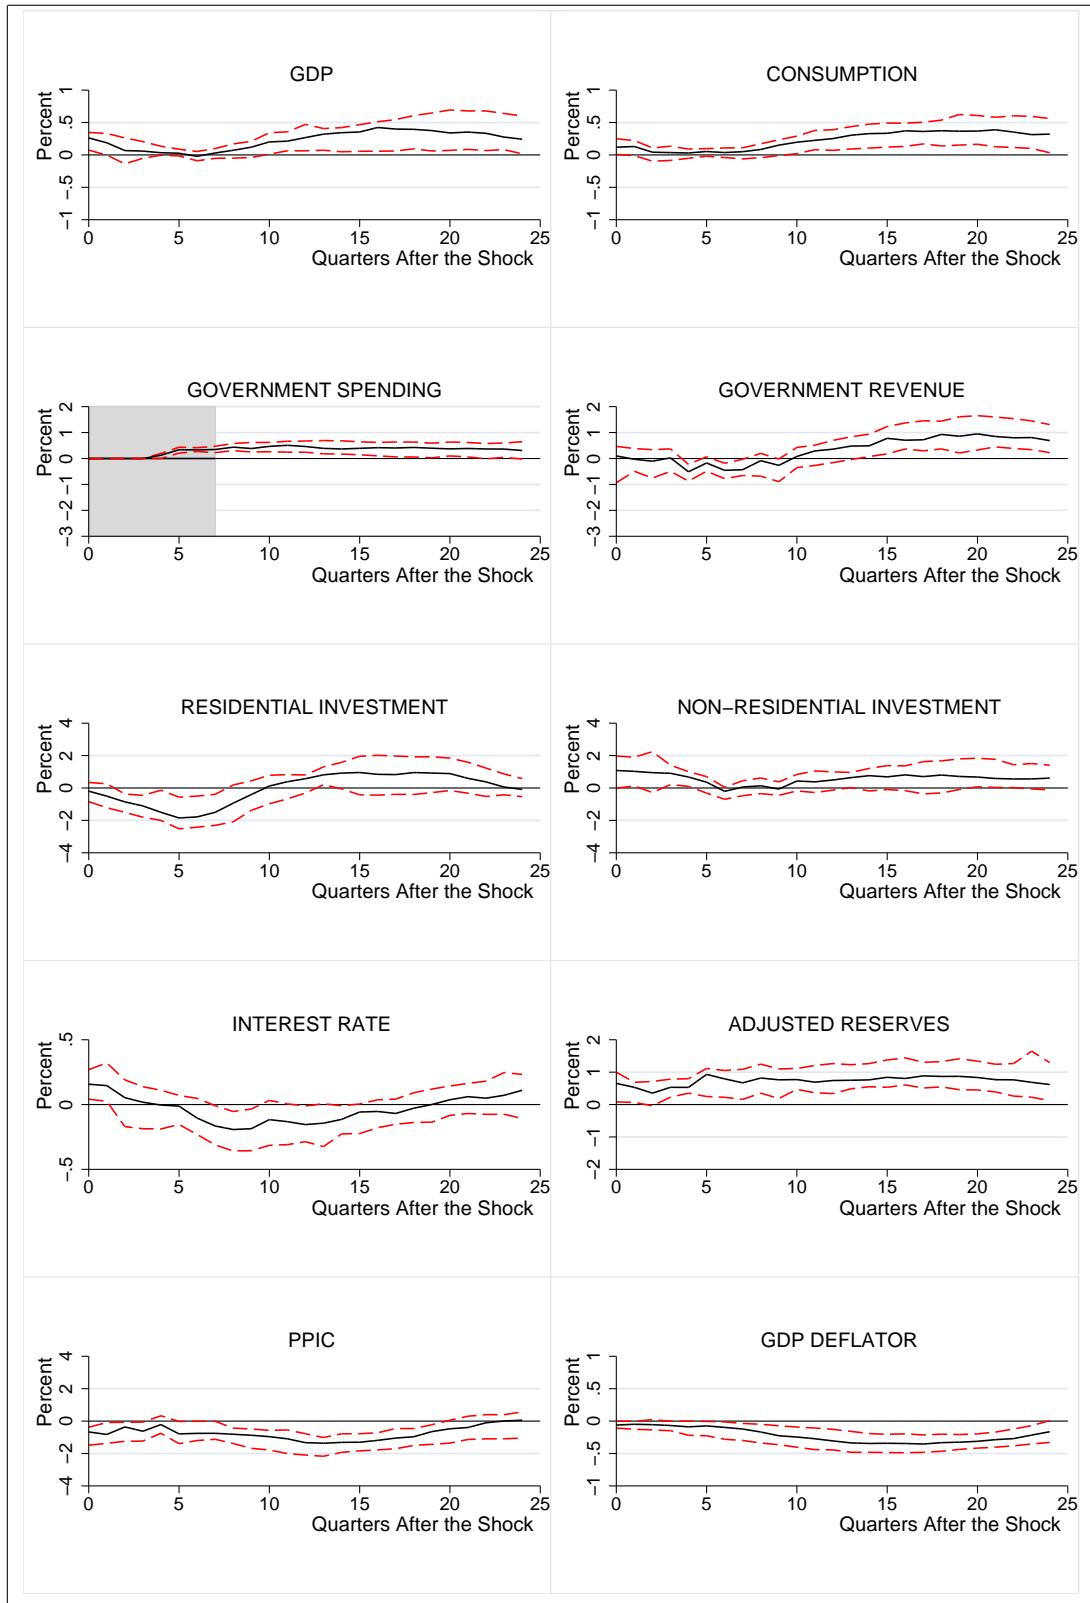 GDP
Percent
1
.5
0
−.5
−1
0 5 10 15 20 25
Quarters After the Shock
CONSUMPTION
Percent
1
.5
0
−.5
−1
0 5 10 15 20 25
Quarters After the Shock
GOVERNMENT SPENDING
Percent
2
1
0
−1
−2
−3
0 5 10 15 20 25
Quarters After the Shock
GOVERNMENT REVENUE
Percent
2
1
0
−1
−2
−3
0 5 10 15 20 25
Quarters After the Shock
RESIDENTIAL INVESTMENT
Percent
4
2
0
−2
−4
0 5 10 15 20 25
Quarters After the Shock
NON−RESIDENTIAL INVESTMENT
Percent
4
2
0
−2
−4
0 5 10 15 20 25
Quarters After the Shock
INTEREST RATE
Percent
.5
0
−.5
0 5 10 15 20 25
Quarters After the Shock
ADJUSTED RESERVES
Percent
2
1
0
−1
−2
0 5 10 15 20 25
Quarters After the Shock
PPIC
Percent
4
2
0
−2
−4
0 5 10 15 20 25
Quarters After the Shock
GDP DEFLATOR
Percent
1
.5
0
−.5
−1
0 5 10 15 20 25
Quarters After the Shock